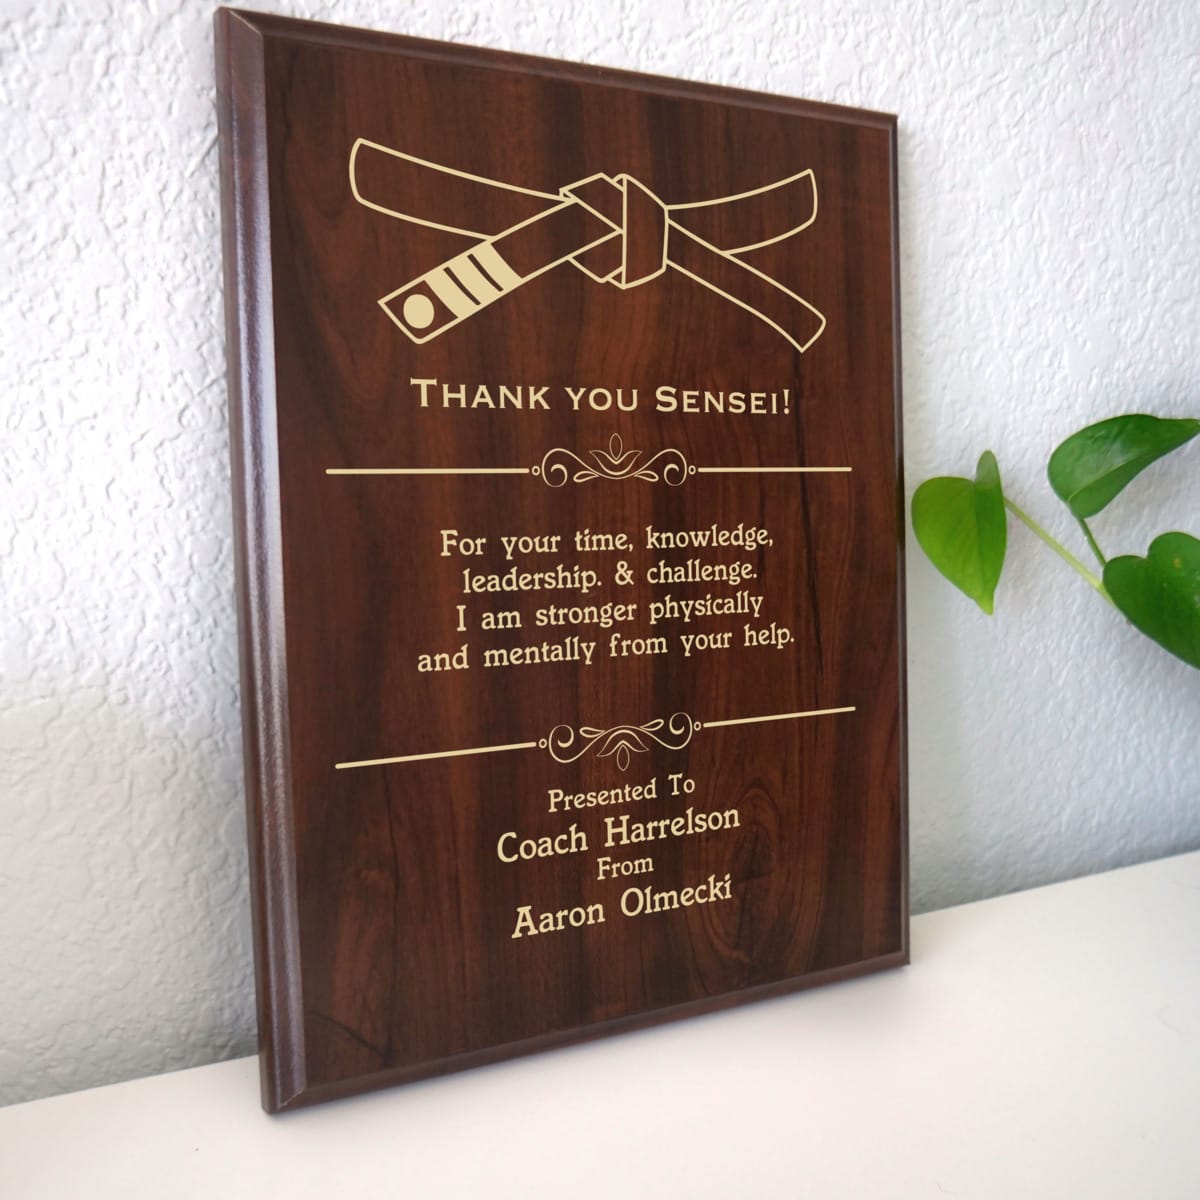 THANK YOU SENSEI!
For your time, knowledge,
leadership. & challenge.
I am stronger physically
and mentally from your help.
Presented To
Coach Harrelson
From
Aaron Olmecki